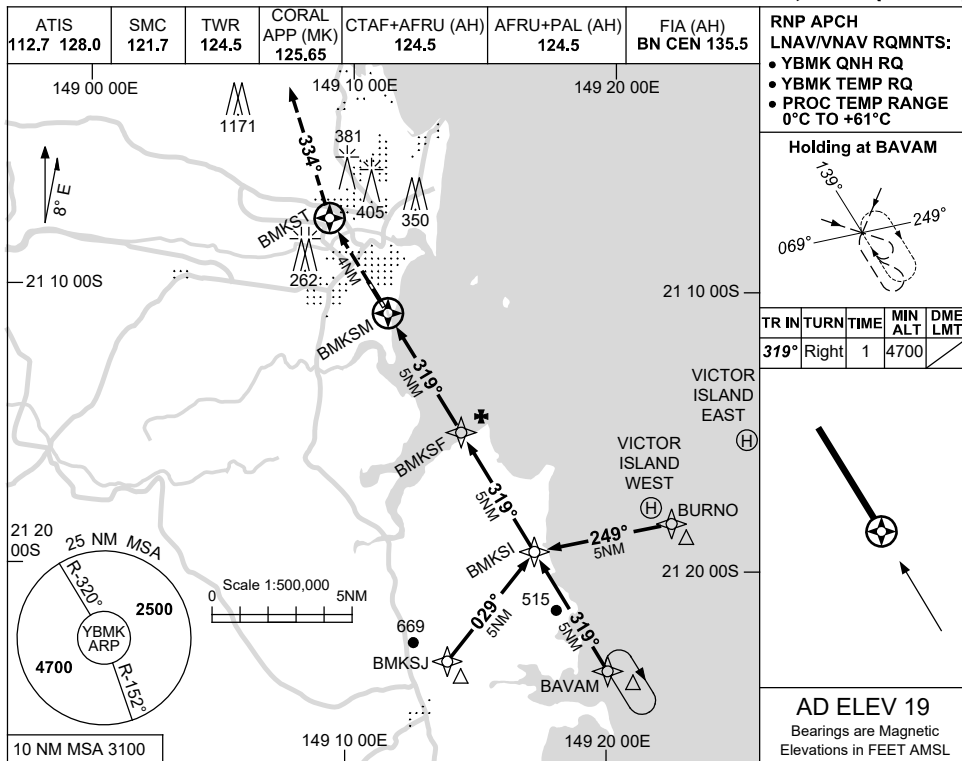 ATIS
112.7 128.0
SMC
121.7
TWR
124.5
CORAL
APP (MK)
125.65
CTAF+AFRU (AH)
124.5
AFRU+PAL (AH)
124.5
FIA (AH)
BN CEN 135.5
RNP APCH
LNAV/VNAV RQMNTS:
• YBMK QNH RQ
• YBMK TEMP RQ
• PROC TEMP RANGE
0°C TO +61°C
149 00 00E
149 10 00E
149 20 00E
1171
381
334°
405
350
8° E
BMKST
262
4NM
21 10 00S
21 10 00S
BMKSM
319°
5NM
Holding at BAVAM
139°
249°
069°
TR IN
TURN
TIME
MIN
ALT
DME
LMT
319°
Right
1
4700
VICTOR
ISLAND
EAST
H
BMKSF
VICTOR
ISLAND
WEST
H
319°
5NM
BURNO
249°
5NM
21 20
00S
BMKSI
21 20 00S
25 NM MSA
R-320°
2500
YBMK
ARP
4700
R-152°
Scale 1:500,000
0
5NM
515
669
029°
5NM
319°
5NM
BMKSJ
BAVAM
10 NM MSA 3100
149 10 00E
149 20 00E
AD ELEV 19
Bearings are Magnetic
Elevations in FEET AMSL